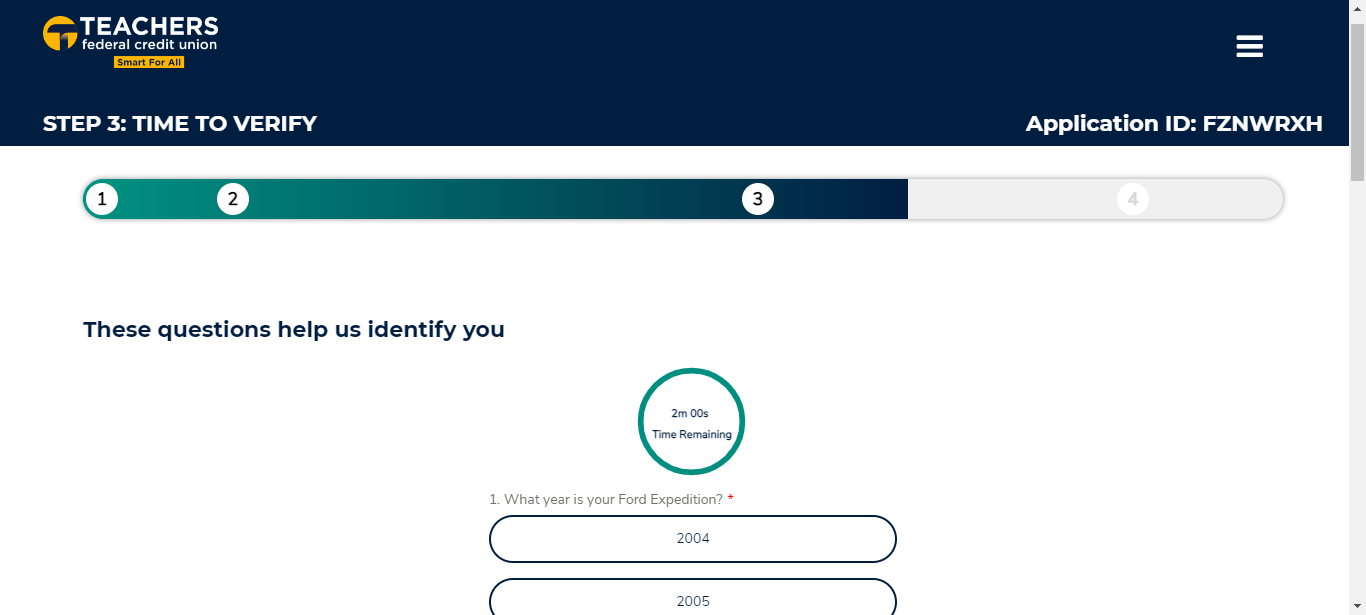 TEACHERS
federal credit union
Smart For All
STEP 3: TIME TO VERIFY
Application ID: FZNWRXH
1
2
3
4
These questions help us identify you
2m 00s
Time Remaining
1. What year is your Ford Expedition? *
2004
2005